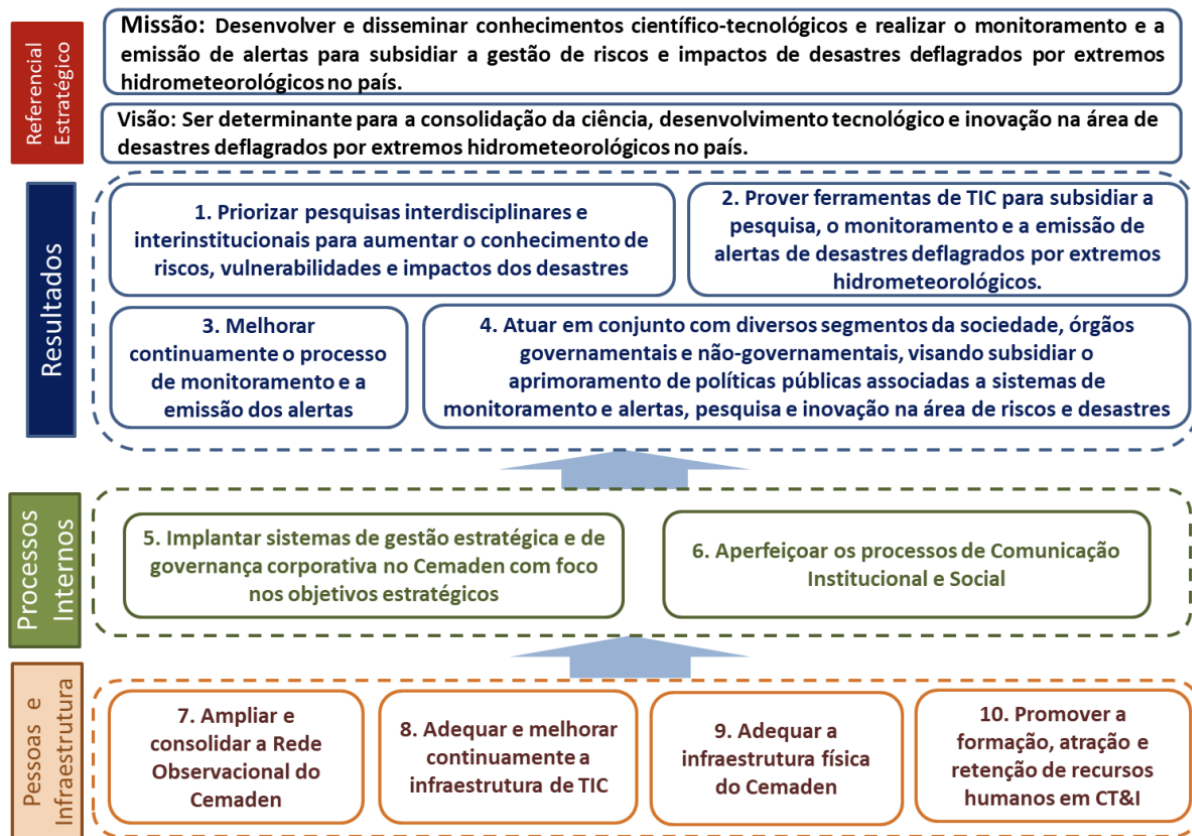 Referencial
Estratégico
Missão: Desenvolver e disseminar conhecimentos científico-tecnológicos e realizar o monitoramento e a
emissão de alertas para subsidiar a gestão de riscos e impactos de desastres deflagrados por extremos
hidrometeorológicos no país.
Visão: Ser determinante para a consolidação da ciência, desenvolvimento tecnológico e inovação na área de
desastres deflagrados por extremos hidrometeorológicos no país.
Resultados
1. Priorizar pesquisas interdisciplinares e
interinstitucionais para aumentar o conhecimento de
riscos, vulnerabilidades e impactos dos desastres
2. Prover ferramentas de TIC para subsidiar a
pesquisa, o monitoramento e a emissão de
alertas de desastres deflagrados por extremos
hidrometeorológicos.
3. Melhorar
continuamente o processo
de monitoramento e a
emissão dos alertas
4. Atuar em conjunto com diversos segmentos da sociedade, órgãos
governamentais e não-governamentais, visando subsidiar o
aprimoramento de políticas públicas associadas a sistemas de
monitoramento e alertas, pesquisa e inovação na área de riscos e desastres
Processos
Internos
5. Implantar sistemas de gestão estratégica e de
governança corporativa no Cemaden com foco
nos objetivos estratégicos
6. Aperfeiçoar os processos de Comunicação
Institucional e Social
Pessoas e
Infraestrutura
7. Ampliar e
consolidar a Rede
Observacional do
Cemaden
8. Adequar e melhorar
continuamente a
infraestrutura de TIC
9. Adequar a
infraestrutura física
do Cemaden
10. Promover a
formação, atração e
retenção de recursos
humanos em CT&I